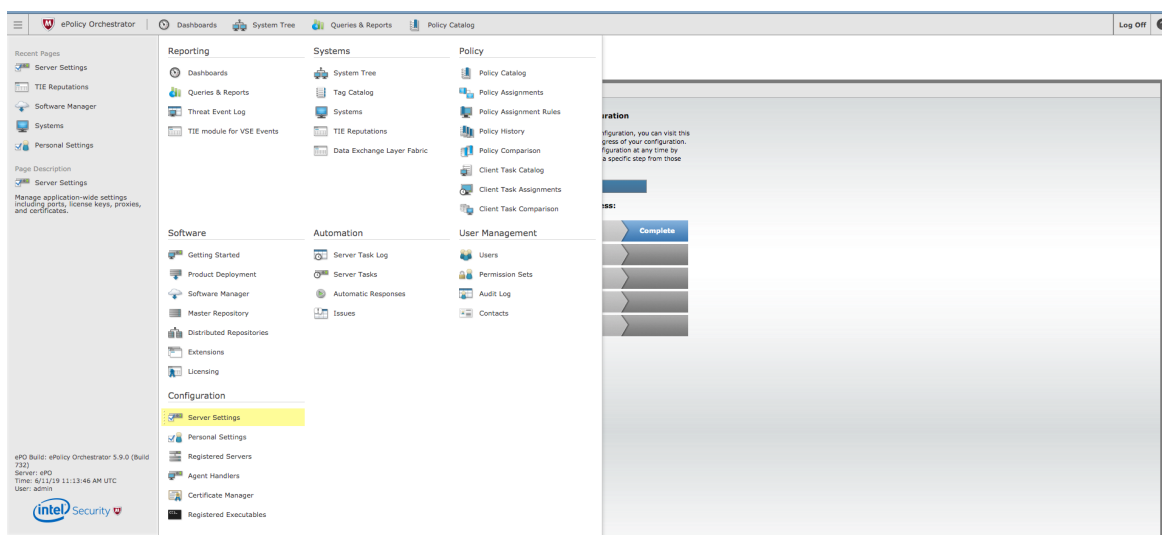 ePolicy Orchestrator
Dashboards
System Tree
Queries & Reports
Policy Catalog
Log Off
Recent Pages
Server Settings
TIE Reputations
Software Manager
Systems
Personal Settings
Page Description
Server Settings
Manage application-wide settings
including ports, license keys, proxies,
and certificates.
ePO Build: ePolicy Orchestrator 5.9.0 (Build
732)
Server: ePO
Time: 6/11/19 11:13:46 AM UTC
User: admin
intel Security
Reporting
Dashboards
Queries & Reports
Threat Event Log
TIE module for VSE Events
Systems
System Tree
Tag Catalog
Systems
TIE Reputations
Data Exchange Layer Fabric
Policy
Policy Catalog
Policy Assignments
Policy Assignment Rules
Policy History
Policy Comparison
Client Task Catalog
Client Task Assignments
Client Task Comparison
Software
Getting Started
Product Deployment
Software Manager
Master Repository
Distributed Repositories
Extensions
Licensing
Automation
Server Task Log
Server Tasks
Automatic Responses
Issues
User Management
Users
Permission Sets
Audit Log
Contacts
Configuration
Server Settings
Personal Settings
Registered Servers
Agent Handlers
Certificate Manager
Registered Executables
uration
nfiguration, you can visit this
gress of your configuration.
figuration at any time by
a specific step from those
ess:
Complete